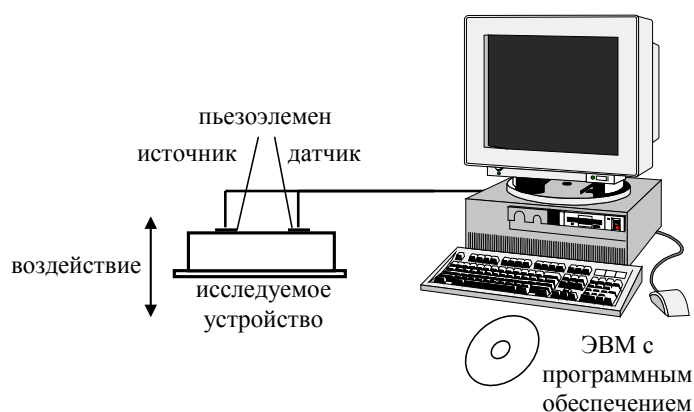 пьезоэлемен
источник
датчик
воздействие
исследуемое
устройство
ЭВМ с
программным
обеспечением